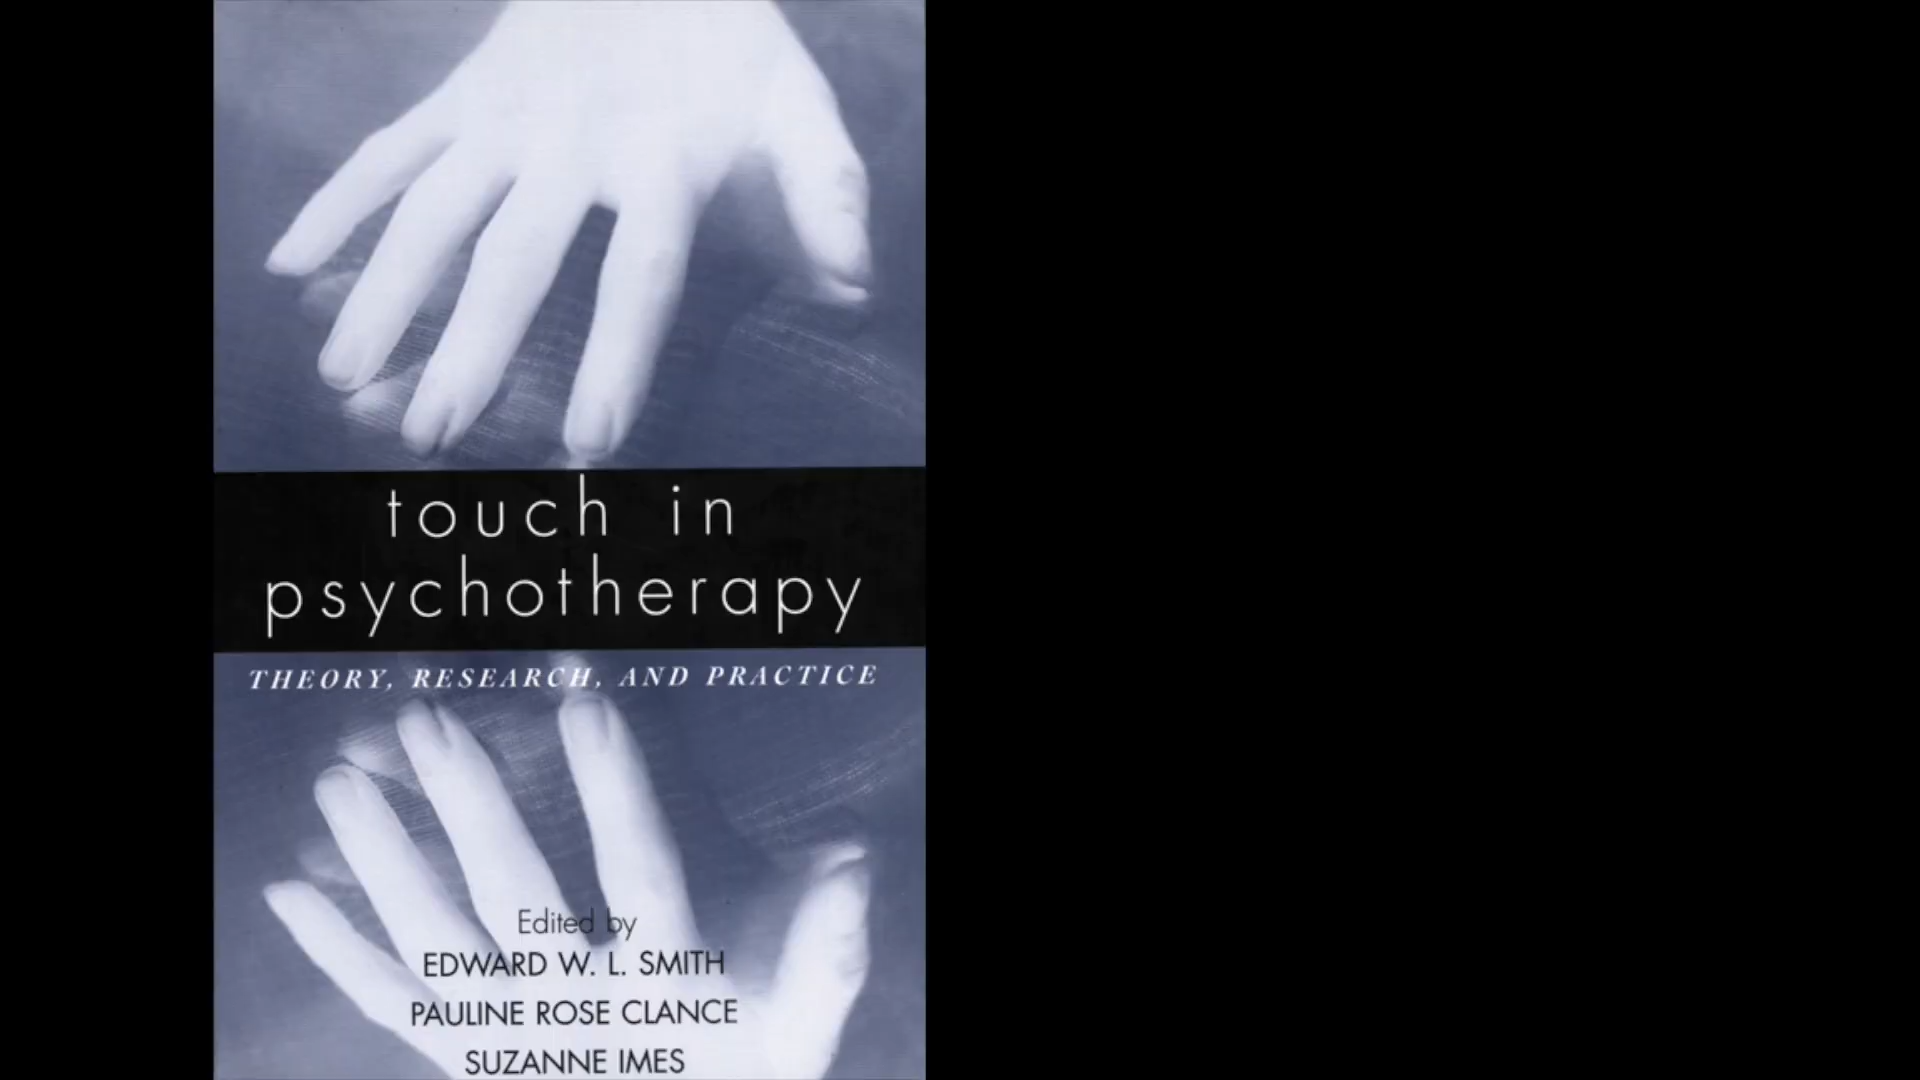 touch in
psychotherapy
THEORY, RESEARCH, AND PRACTICE
Edited by
EDWARD W. L. SMITH
PAULINE ROSE CLANCE
SUZANNE IMES